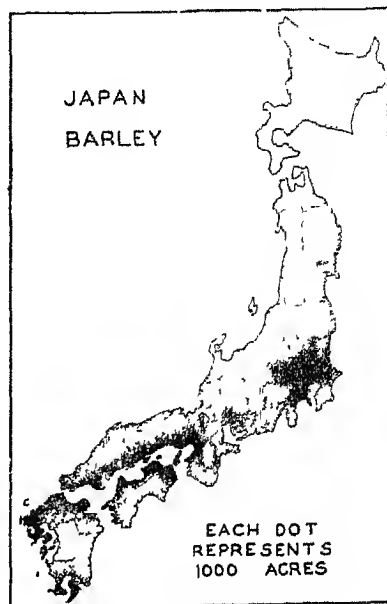 JAPAN
BARLEY
EACH DOT
REPRESENTS
1000 ACRES